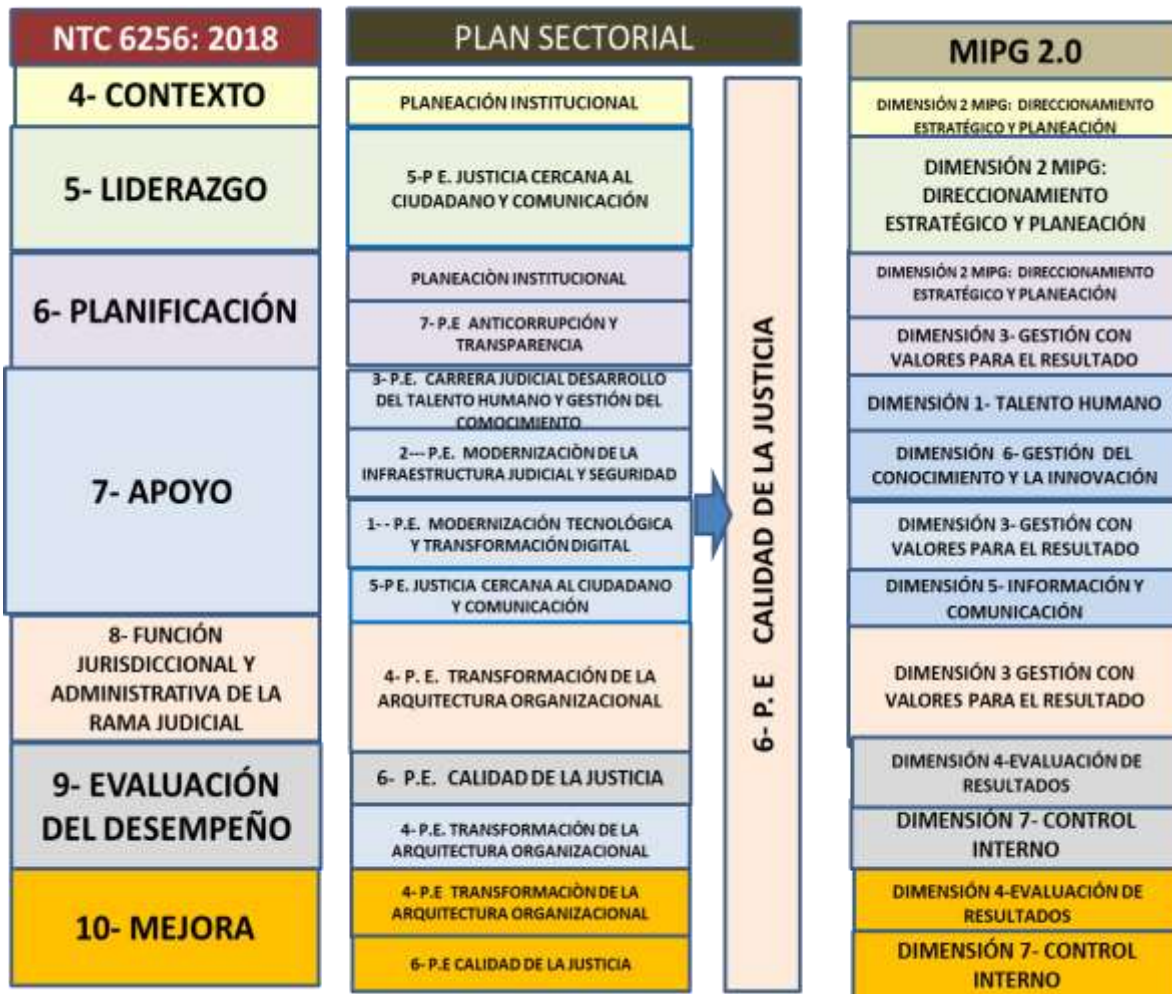 NTC 6256: 2018
4- CONTEXTO
5- LIDERAZGO
6- PLANIFICACIÓN
7- APOYO
8- FUNCIÓN
JURISDICCIONAL Y
ADMINISTRATIVA DE LA
RAMA JUDICIAL
9- EVALUACIÓN
DEL DESEMPEÑO
10- MEJORA
PLAN SECTORIAL
PLANEACIÓN INSTITUCIONAL
5-P E. JUSTICIA CERCANA AL
CIUDADANO Y COMUNICACIÓN
PLANEACIÒN INSTITUCIONAL
7- P.E ANTICORRUPCIÓN Y
TRANSPARENCIA
3- P.E. CARRERA JUDICIAL DESARROLLO
DEL TALENTO HUMANO Y GESTIÓN DEL
COMOCIMIENTO
2--- P.E. MODERNIZACIÒN DE LA
INFRAESTRUCTURA JUDICIAL Y SEGURIDAD
1- - P.E. MODERNIZACIÓN TECNOLÓGICA
Y TRANSFORMACIÓN DIGITAL
5-P E. JUSTICIA CERCANA AL CIUDADANO
Y COMUNICACIÓN
4- P. E. TRANSFORMACIÓN DE LA
ARQUITECTURA ORGANIZACIONAL
6- P.E. CALIDAD DE LA JUSTICIA
4- P.E. TRANSFORMACIÓN DE LA
ARQUITECTURA ORGANIZACIONAL
4- P.E TRANSFORMACIÒN DE LA
ARQUITECTURA ORGANIZACIONAL
6- P.E CALIDAD DE LA JUSTICIA
6- P. E CALIDAD DE LA JUSTICIA
MIPG 2.0
DIMENSIÓN 2 MIPG: DIRECCIONAMIENTO
ESTRATÉGICO Y PLANEACIÓN
DIMENSIÓN 2 MIPG:
DIRECCIONAMIENTO
ESTRATÉGICO Y PLANEACIÓN
DIMENSIÓN 2 MIPG: DIRECCIONAMIENTO
ESTRATÉGICO Y PLANEACIÓN
DIMENSIÓN 3- GESTIÓN CON
VALORES PARA EL RESULTADO
DIMENSIÓN 1- TALENTO HUMANO
DIMENSIÓN 6- GESTIÓN DEL
CONOCIMIENTO Y LA INNOVACIÓN
DIMENSIÓN 3- GESTIÓN CON
VALORES PARA EL RESULTADO
DIMENSIÓN 5- INFORMACIÓN Y
COMUNICACIÓN
DIMENSIÓN 3 GESTIÓN CON
VALORES PARA EL RESULTADO
DIMENSIÓN 4-EVALUACIÓN DE
RESULTADOS
DIMENSIÓN 7- CONTROL
INTERNO
DIMENSIÓN 4-EVALUACIÓN DE
RESULTADOS
DIMENSIÓN 7- CONTROL
INTERNO